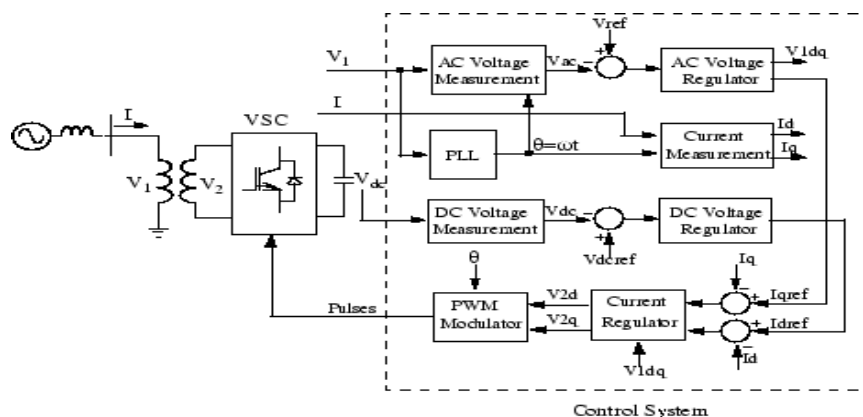 Vref
V1
AC Voltage
Measurement
Vac
−
+
AC Voltage
Regulator
V1dq
I
VSC
I
PLL
θ=ωt
Current
Measurement
Id
Iq
V1
V2
Vdc
DC Voltage
Measurement
Vdc
−
+
DC Voltage
Regulator
Vdcref
θ
Iq
Pulses
PWM
Modulator
V2d
V2q
Current
Regulator
−
+
Iqref
+
Idref
−
Id
V1dq
Control System